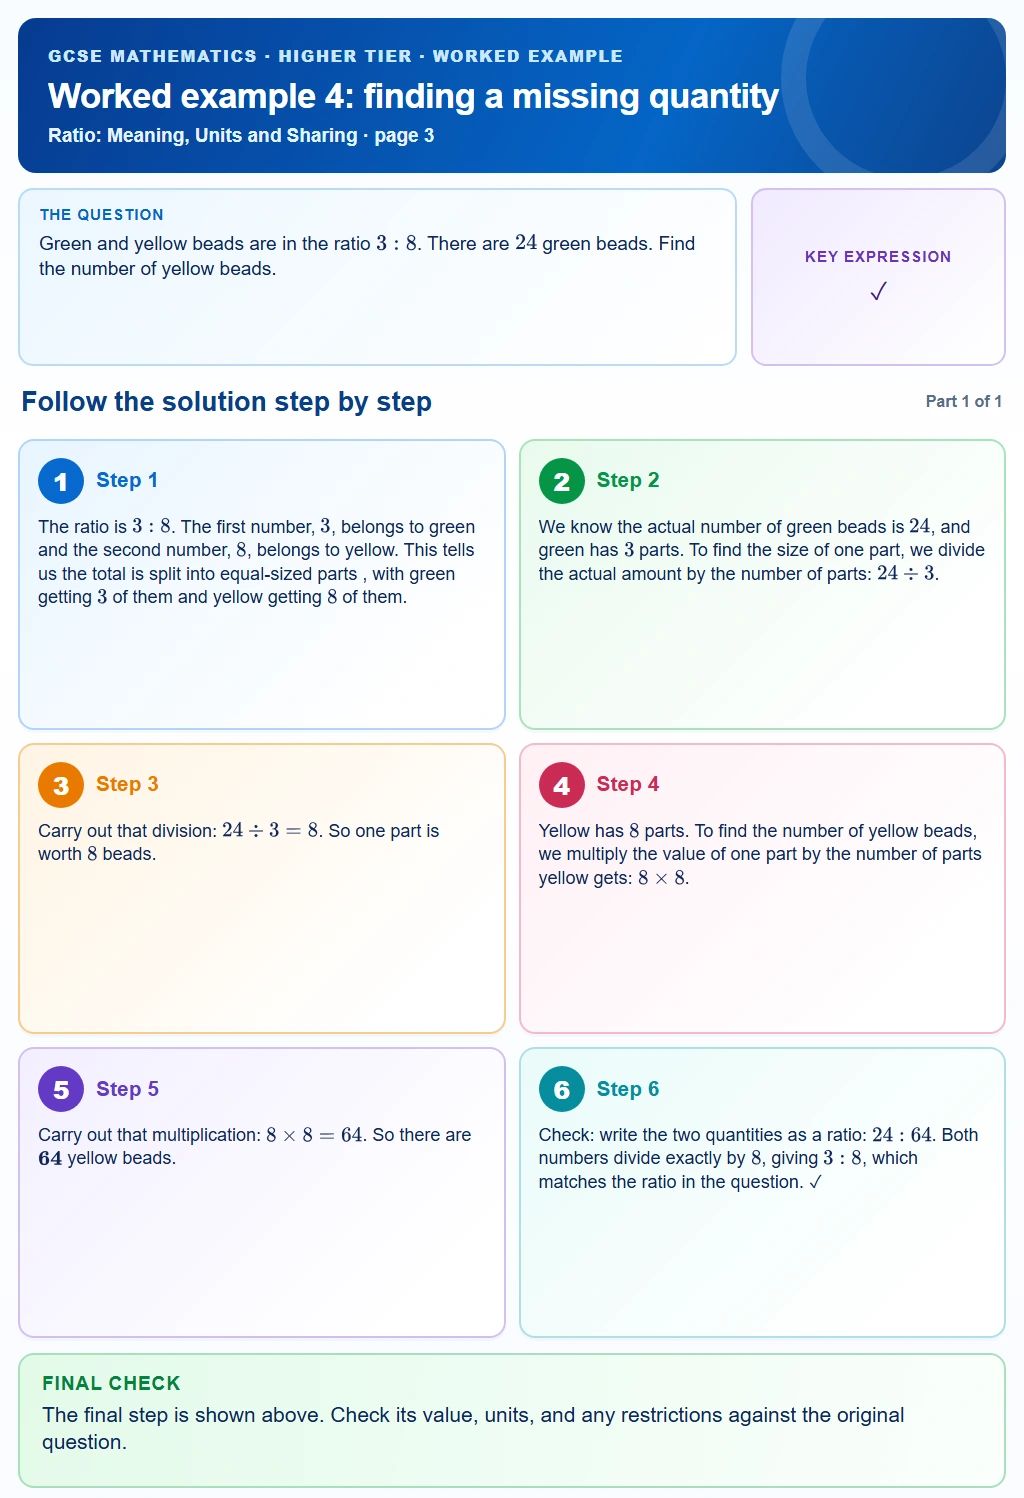 GCSE MATHEMATICS · HIGHER TIER · WORKED EXAMPLE
Worked example 4: finding a missing quantity
Ratio: Meaning, Units and Sharing · page 3
THE QUESTION
Green and yellow beads are in the ratio 3 : 8. There are 24 green beads. Find
the number of yellow beads.
KEY EXPRESSION
✓
Follow the solution step by step
Part 1 of 1
1 Step 1
The ratio is 3 : 8. The first number, 3, belongs to green
and the second number, 8, belongs to yellow. This tells
us the total is split into equal-sized parts , with green
getting 3 of them and yellow getting 8 of them.
2 Step 2
We know the actual number of green beads is 24, and
green has 3 parts. To find the size of one part, we divide
the actual amount by the number of parts: 24 ÷ 3.
3 Step 3
Carry out that division: 24 ÷ 3 = 8. So one part is
worth 8 beads.
4 Step 4
Yellow has 8 parts. To find the number of yellow beads,
we multiply the value of one part by the number of parts
yellow gets: 8 × 8.
5 Step 5
Carry out that multiplication: 8 × 8 = 64. So there are
64 yellow beads.
6 Step 6
Check: write the two quantities as a ratio: 24 : 64. Both
numbers divide exactly by 8, giving 3 : 8, which
matches the ratio in the question. ✓
FINAL CHECK
The final step is shown above. Check its value, units, and any restrictions against the original
question.